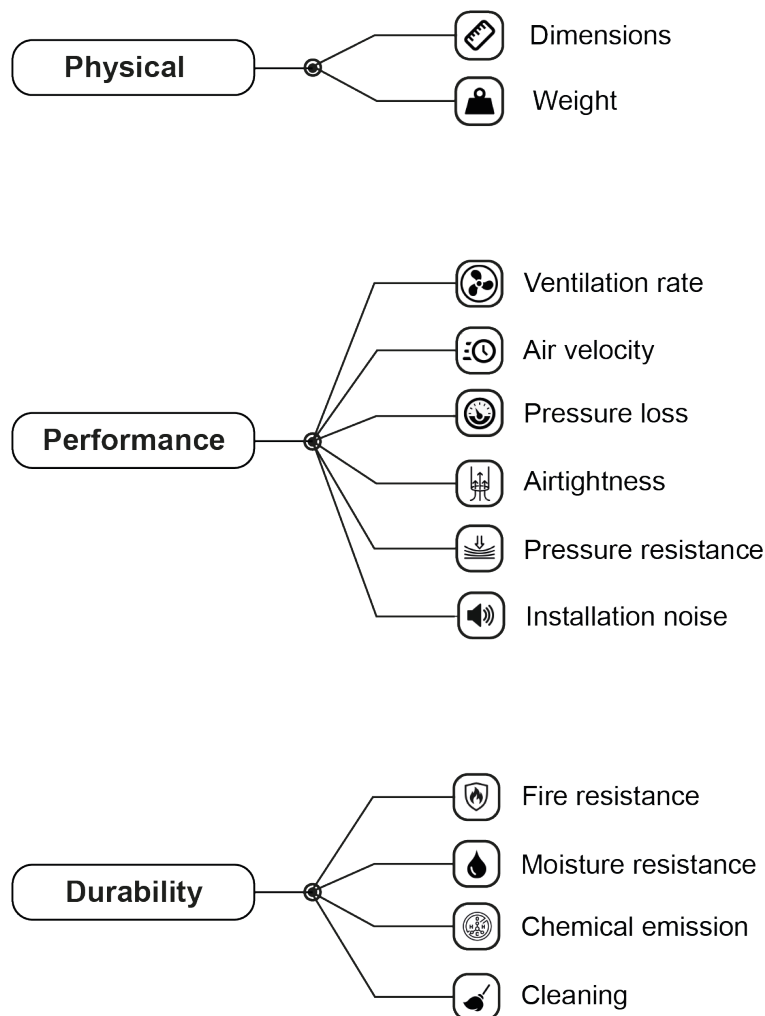 Physical
Dimensions
Weight
Performance
Ventilation rate
Air velocity
Pressure loss
Airtightness
Pressure resistance
Installation noise
Durability
Fire resistance
Moisture resistance
Chemical emission
Cleaning